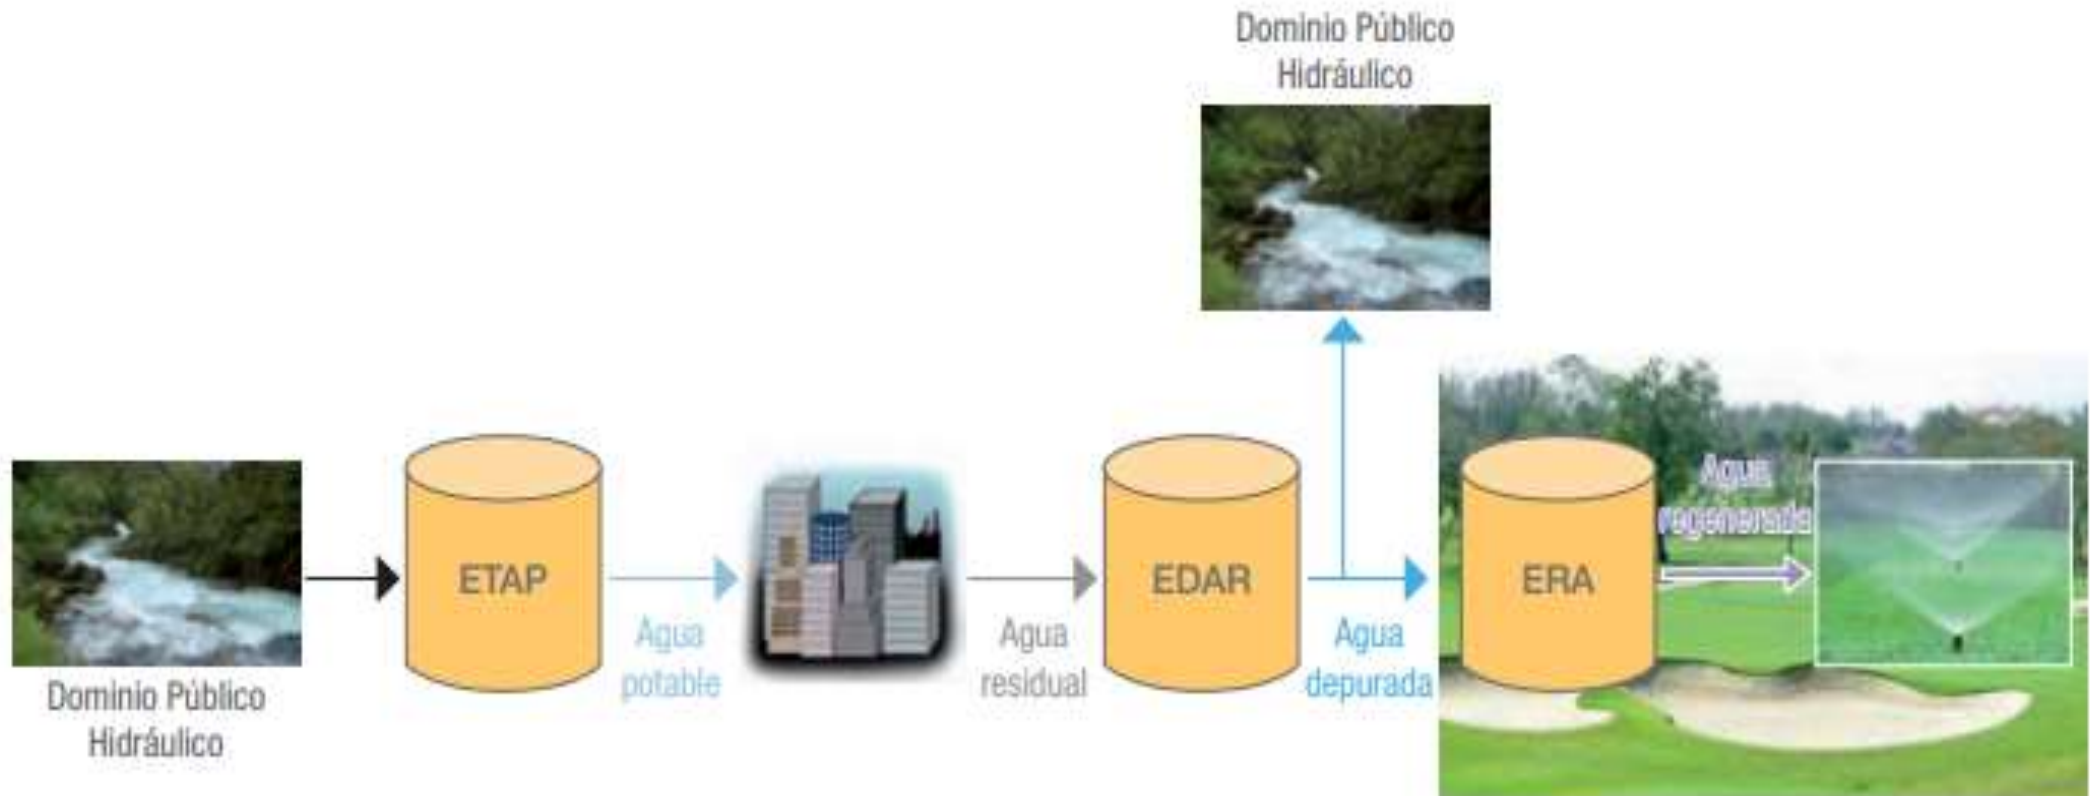 Dominio Público
Hidráulico
Dominio Público
Hidráulico
ETAP
Agua
potable
Agua
residual
EDAR
Agua
depurada
ERA
Agua
regenerada